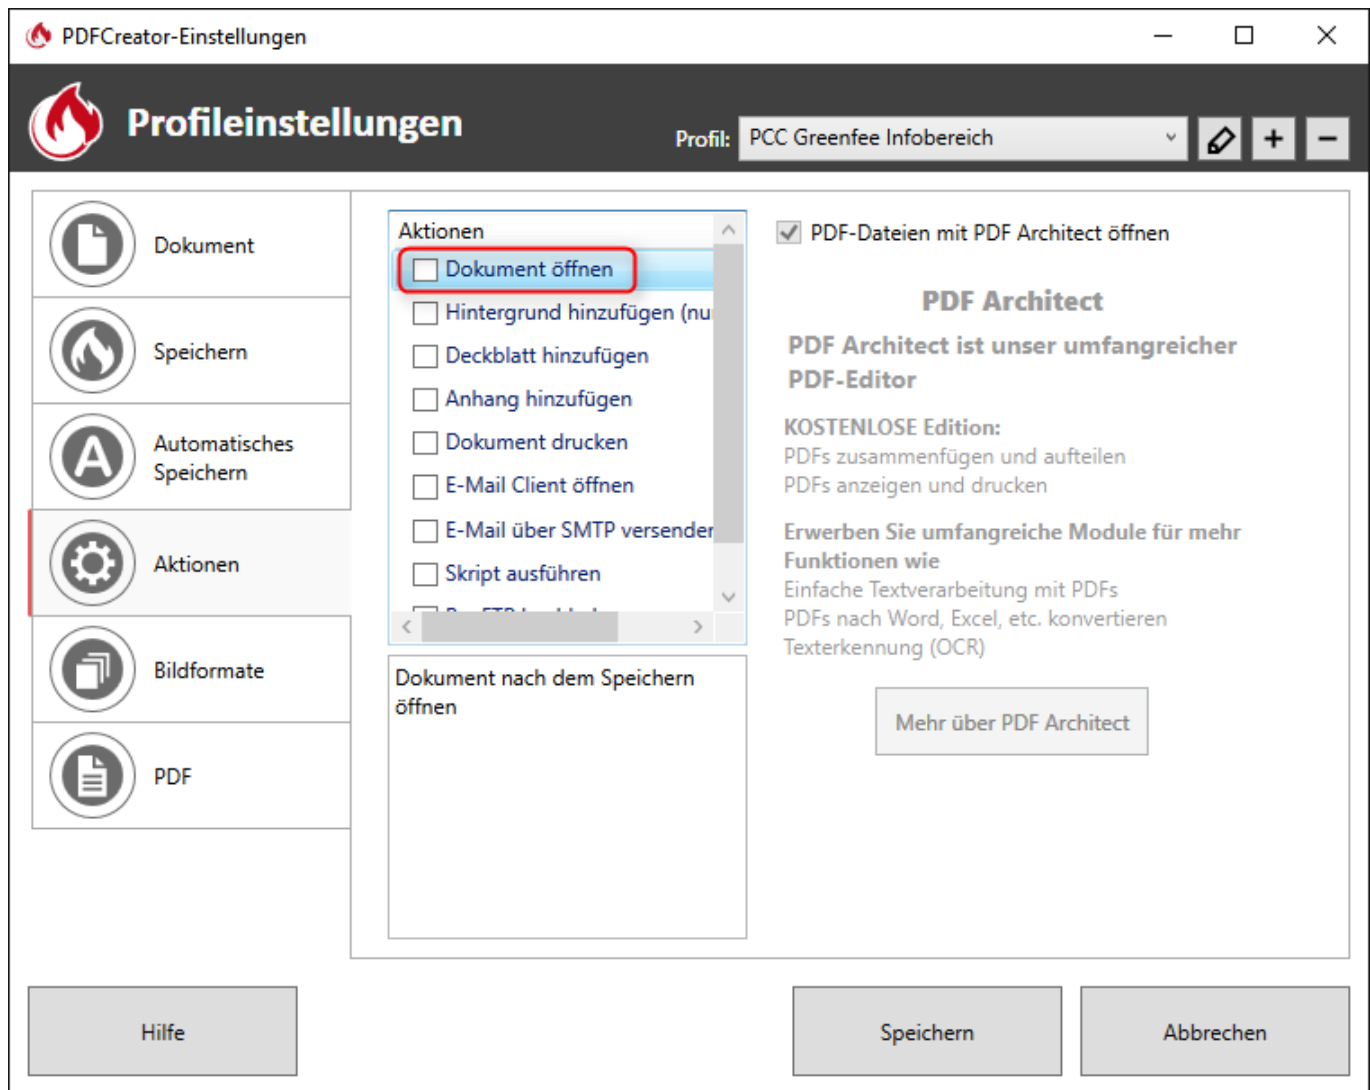 PDFCreator-Einstellungen
Profileinstellungen
Profil:
PCC Greenfee Infobereich
Dokument
Speichern
Automatisches
Speichern
Aktionen
Bildformate
PDF
Aktionen
Dokument öffnen
Hintergrund hinzufügen (nur
Deckblatt hinzufügen
Anhang hinzufügen
Dokument drucken
E-Mail Client öffnen
E-Mail über SMTP versenden
Skript ausführen
Dokument nach dem Speichern
öffnen
PDF-Dateien mit PDF Architect öffnen
PDF Architect
PDF Architect ist unser umfangreicher
PDF-Editor
KOSTENLOSE Edition:
PDFs zusammenfügen und aufteilen
PDFs anzeigen und drucken
Erwerben Sie umfangreiche Module für mehr
Funktionen wie
Einfache Textverarbeitung mit PDFs
PDFs nach Word, Excel, etc. konvertieren
Texterkennung (OCR)
Mehr über PDF Architect
Hilfe
Speichern
Abbrechen